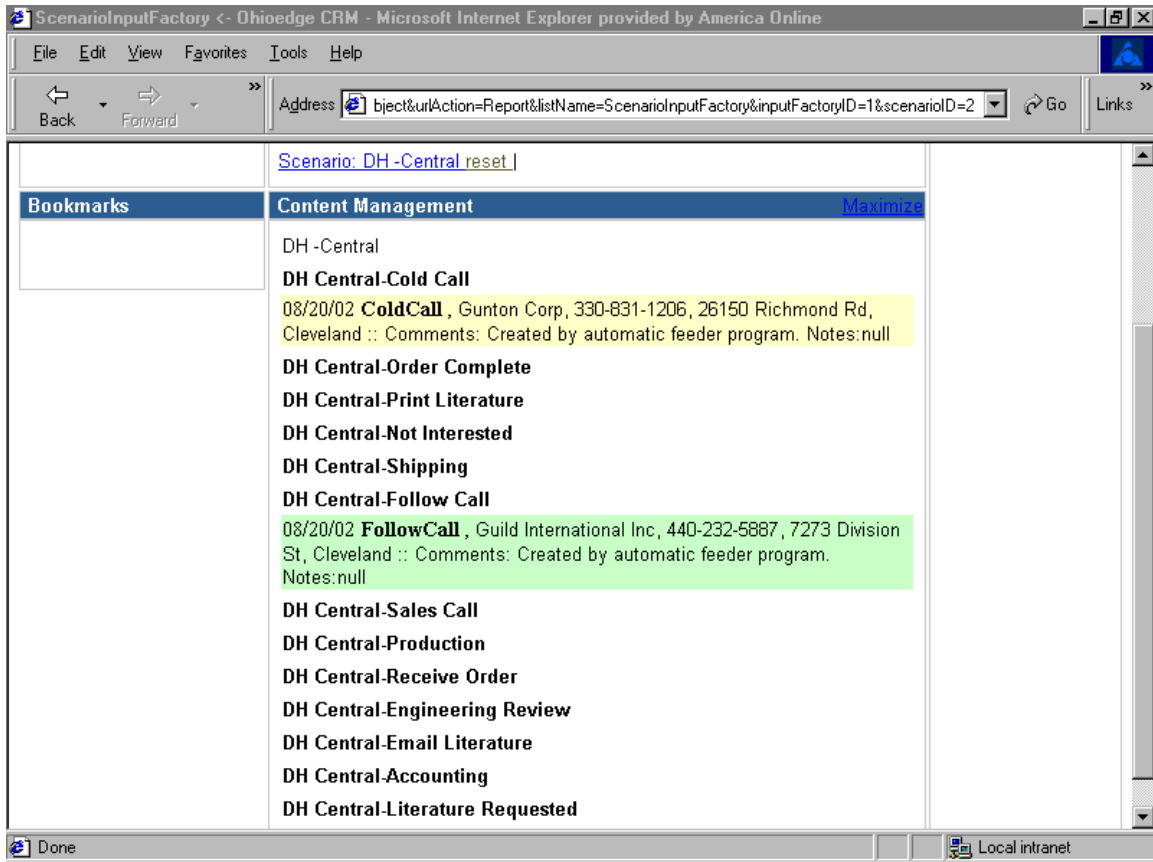 ScenarioInputFactory <- Ohioedge CRM - Microsoft Internet Explorer provided by America Online
File Edit View Favorites Tools Help
Back Forward » Address bject&urlAction=Report&listName=ScenarioInputFactory&inputFactoryID=1&scenarioID=2 Go Links »
Scenario: DH -Central reset |
Bookmarks
Content Management Maximize
DH -Central
DH Central-Cold Call
08/20/02 ColdCall , Gunton Corp, 330-831-1206, 26150 Richmond Rd,
Cleveland :: Comments: Created by automatic feeder program. Notes:null
DH Central-Order Complete
DH Central-Print Literature
DH Central-Not Interested
DH Central-Shipping
DH Central-Follow Call
08/20/02 FollowCall , Guild International Inc, 440-232-5887, 7273 Division
St, Cleveland :: Comments: Created by automatic feeder program.
Notes:null
DH Central-Sales Call
DH Central-Production
DH Central-Receive Order
DH Central-Engineering Review
DH Central-Email Literature
DH Central-Accounting
DH Central-Literature Requested
Done Local intranet